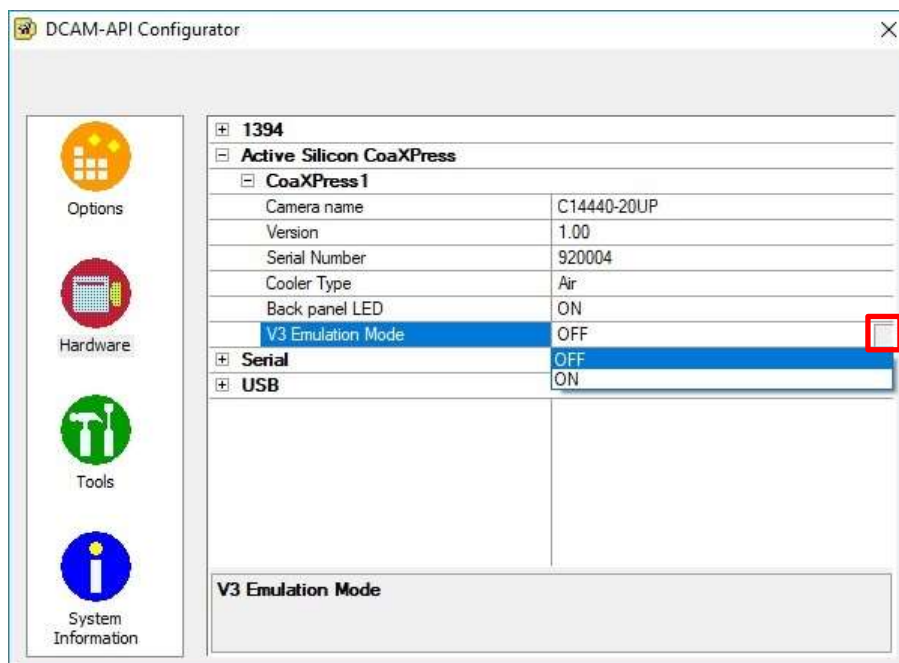 DCAM-API Configurator
Options
Hardware
Tools
System
Information
1394
Active Silicon CoaXPress
CoaXPress1
Camera name C14440-20UP
Version 1.00
Serial Number 920004
Cooler Type Air
Back panel LED ON
V3 Emulation Mode OFF
Serial OFF
USB ON
V3 Emulation Mode